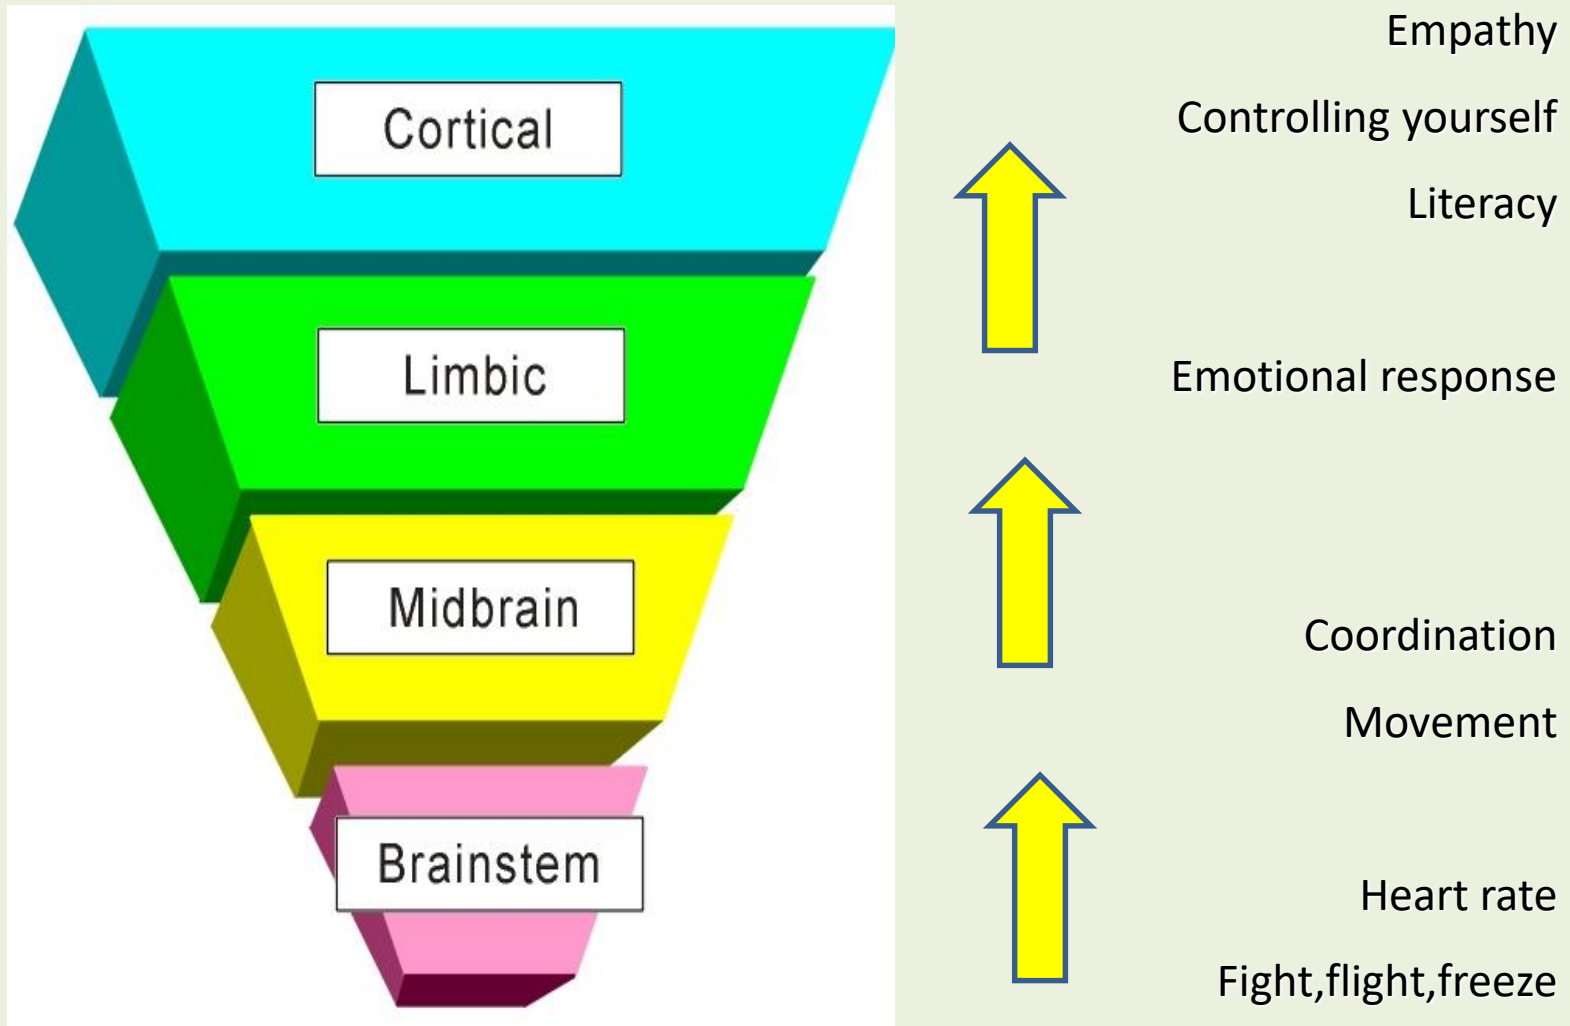 Cortical
Limbic
Midbrain
Brainstem
Empathy
Controlling yourself
Literacy
Emotional response
Coordination
Movement
Heart rate
Fight,flight,freeze